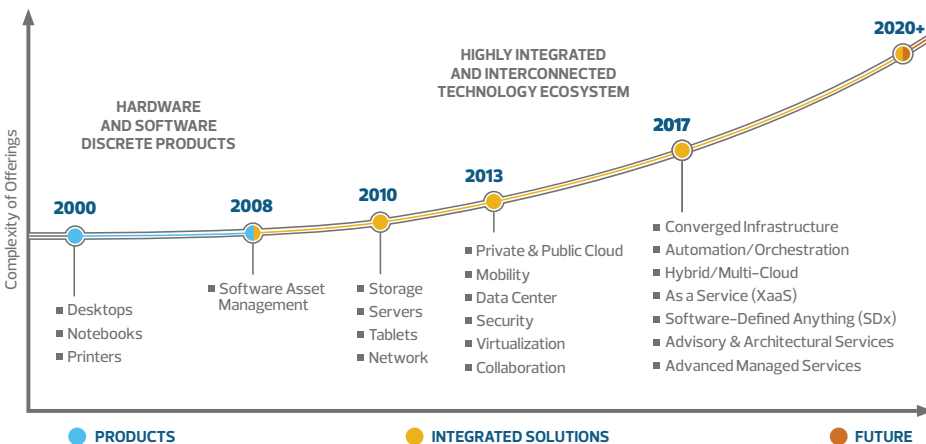 2020+
HIGHLY INTEGRATED
AND INTERCONNECTED
TECHNOLOGY ECOSYSTEM
HARDWARE
AND SOFTWARE
DISCRETE PRODUCTS
Complexity of Offerings
2000
Desktops
Notebooks
Printers
2008
Software Asset
Management
2010
Storage
Servers
Tablets
Network
2013
Private & Public Cloud
Mobility
Data Center
Security
Virtualization
Collaboration
2017
Converged Infrastructure
Automation/Orchestration
Hybrid/Multi-Cloud
As a Service (XaaS)
Software-Defined Anything (SDx)
Advisory & Architectural Services
Advanced Managed Services
PRODUCTS
INTEGRATED SOLUTIONS
FUTURE